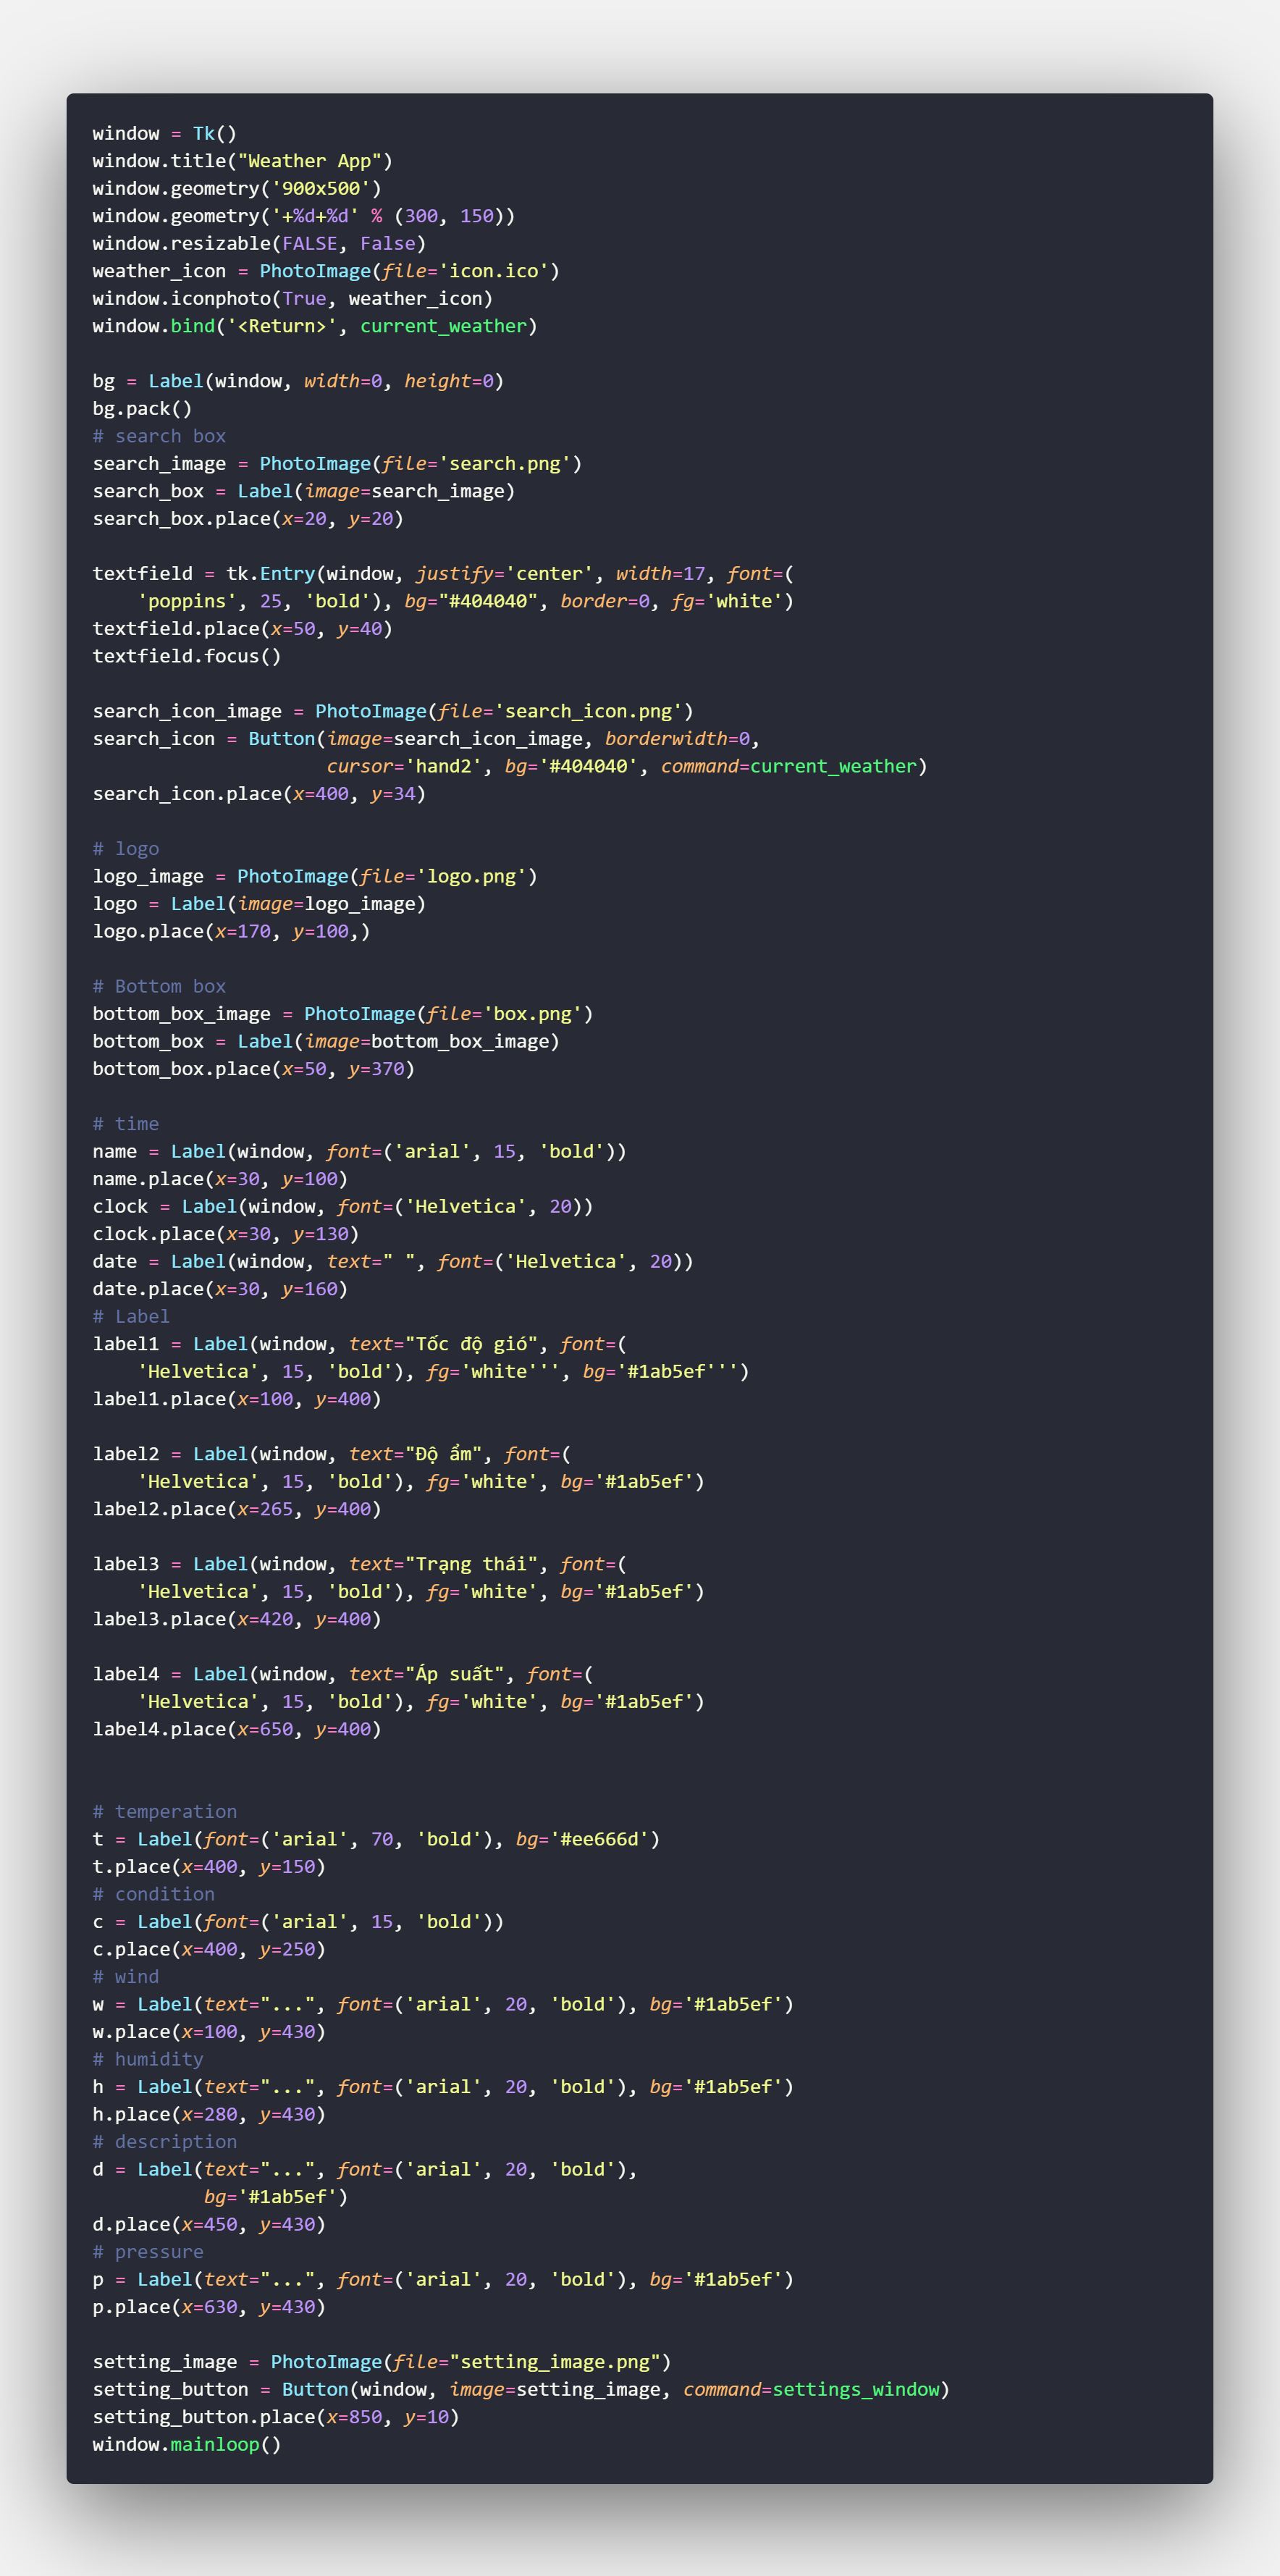 window = Tk()
window.title("Weather App")
window.geometry('900x500')
window.geometry('+%d+%d' % (300, 150))
window.resizable(FALSE, False)
weather_icon = PhotoImage(file='icon.ico')
window.iconphoto(True, weather_icon)
window.bind('<Return>', current_weather)

bg = Label(window, width=0, height=0)
bg.pack()
# search box
search_image = PhotoImage(file='search.png')
search_box = Label(image=search_image)
search_box.place(x=20, y=20)

textfield = tk.Entry(window, justify='center', width=17, font=(
    'poppins', 25, 'bold'), bg="#404040", border=0, fg='white')
textfield.place(x=50, y=40)
textfield.focus()

search_icon_image = PhotoImage(file='search_icon.png')
search_icon = Button(image=search_icon_image, borderwidth=0,
                     cursor='hand2', bg='#404040', command=current_weather)
search_icon.place(x=400, y=34)

# logo
logo_image = PhotoImage(file='logo.png')
logo = Label(image=logo_image)
logo.place(x=170, y=100,)

# Bottom box
bottom_box_image = PhotoImage(file='box.png')
bottom_box = Label(image=bottom_box_image)
bottom_box.place(x=50, y=370)

# time
name = Label(window, font=('arial', 15, 'bold'))
name.place(x=30, y=100)
clock = Label(window, font=('Helvetica', 20))
clock.place(x=30, y=130)
date = Label(window, text=" ", font=('Helvetica', 20))
date.place(x=30, y=160)
# Label
label1 = Label(window, text="Tốc độ gió", font=(
    'Helvetica', 15, 'bold'), fg='white''', bg='#1ab5ef''')
label1.place(x=100, y=400)

label2 = Label(window, text="Độ ẩm", font=(
    'Helvetica', 15, 'bold'), fg='white', bg='#1ab5ef')
label2.place(x=265, y=400)

label3 = Label(window, text="Trạng thái", font=(
    'Helvetica', 15, 'bold'), fg='white', bg='#1ab5ef')
label3.place(x=420, y=400)

label4 = Label(window, text="Áp suất", font=(
    'Helvetica', 15, 'bold'), fg='white', bg='#1ab5ef')
label4.place(x=650, y=400)


# temperation
t = Label(font=('arial', 70, 'bold'), bg='#ee666d')
t.place(x=400, y=150)
# condition
c = Label(font=('arial', 15, 'bold'))
c.place(x=400, y=250)
# wind
w = Label(text="...", font=('arial', 20, 'bold'), bg='#1ab5ef')
w.place(x=100, y=430)
# humidity
h = Label(text="...", font=('arial', 20, 'bold'), bg='#1ab5ef')
h.place(x=280, y=430)
# description
d = Label(text="...", font=('arial', 20, 'bold'),
          bg='#1ab5ef')
d.place(x=450, y=430)
# pressure
p = Label(text="...", font=('arial', 20, 'bold'), bg='#1ab5ef')
p.place(x=630, y=430)

setting_image = PhotoImage(file="setting_image.png")
setting_button = Button(window, image=setting_image, command=settings_window)
setting_button.place(x=850, y=10)
window.mainloop()